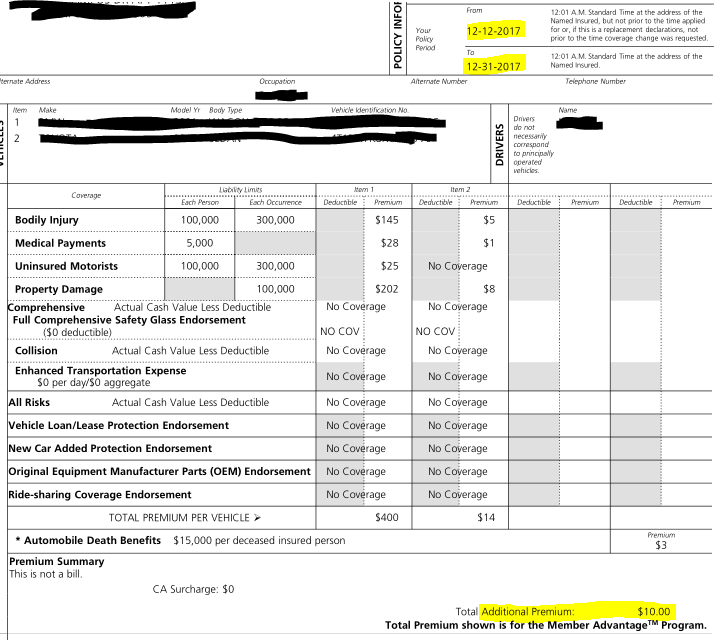 POLICY INFO
Your
Policy
Period
From
12-12-2017
12:01 A.M. Standard Time at the address of the
Named Insured, but not prior to the time applied
for or, if this is a replacement declarations, not
prior to the time coverage change was requested.
To
12-31-2017
12:01 A.M. Standard Time at the address of the
Named Insured.
lternate Address Occupation Alternate Number Telephone Number
VEHICLES
Item Make Model Yr Body Type Vehicle Identification No.
1
2
DRIVERS
Drivers
do not
necessarily
correspond
to principally
operated
vehicles.
Name
Coverage Liability Limits Item 1 Item 2
Each Person Each Occurrence Deductible Premium Deductible Premium Deductible Premium Deductible Premium
Bodily Injury 100,000 300,000 $145 $5
Medical Payments 5,000 $28 $1
Uninsured Motorists 100,000 300,000 $25 No Coverage
Property Damage 100,000 $202 $8
Comprehensive Actual Cash Value Less Deductible No Coverage No Coverage
Full Comprehensive Safety Glass Endorsement
($0 deductible) NO COV NO COV
Collision Actual Cash Value Less Deductible No Coverage No Coverage
Enhanced Transportation Expense
$0 per day/$0 aggregate No Coverage No Coverage
All Risks Actual Cash Value Less Deductible No Coverage No Coverage
Vehicle Loan/Lease Protection Endorsement No Coverage No Coverage
New Car Added Protection Endorsement No Coverage No Coverage
Original Equipment Manufacturer Parts (OEM) Endorsement No Coverage No Coverage
Ride-sharing Coverage Endorsement No Coverage No Coverage
TOTAL PREMIUM PER VEHICLE ➢ $400 $14
* Automobile Death Benefits $15,000 per deceased insured person
Premium
$3
Premium Summary
This is not a bill.
CA Surcharge: $0
Total Additional Premium: $10.00
Total Premium shown is for the Member Advantage™ Program.